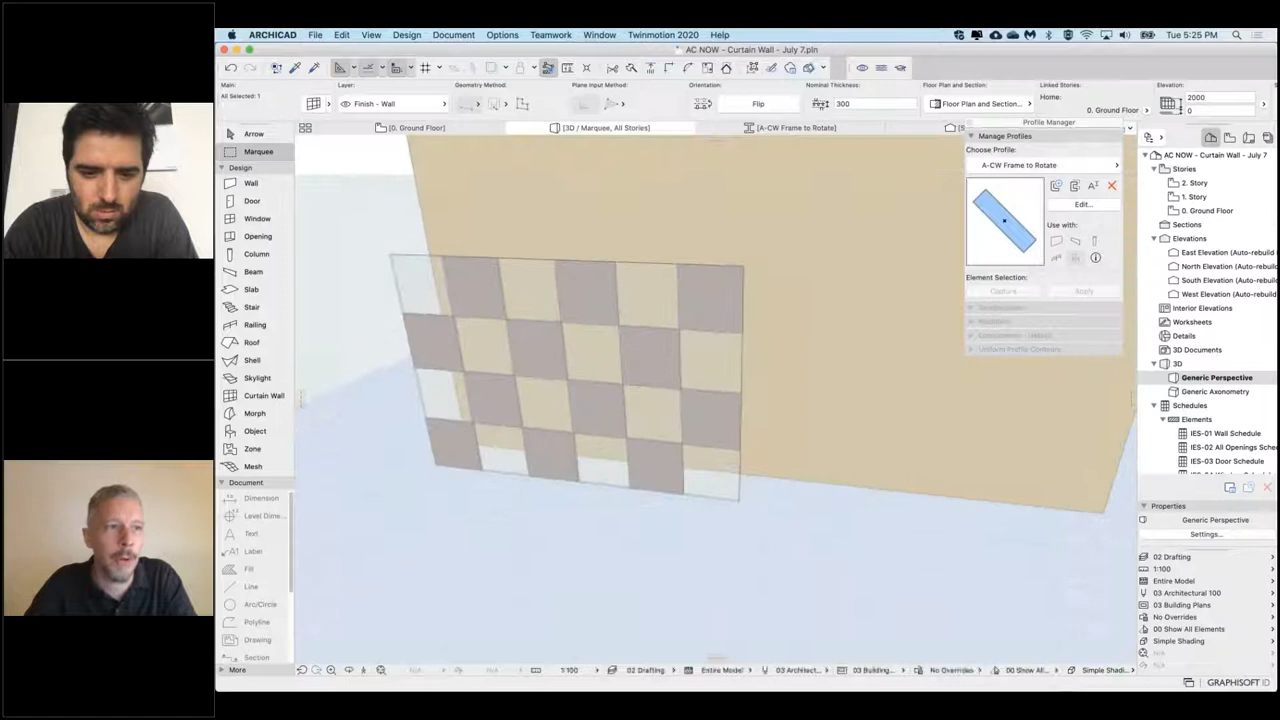 ARCHICAD File Edit View Design Document Options Teamwork Window Twinmotion 2020 Help
Tue 5:25 PM
AC NOW - Curtain Wall - July 7.pln
Main:
All Selected: 1
Layer:
Finish - Wall
Geometry Method:
Plane Input Method:
Orientation:
Flip
Nominal Thickness:
300
Floor Plan and Section:
Floor Plan and Section...
Linked Stories:
Home:
0. Ground Floor
Elevation:
2000
0
[0. Ground Floor]
[3D / Marquee, All Stories]
[A-CW Frame to Rotate]
Arrow
Marquee
Design
Wall
Door
Window
Opening
Column
Beam
Slab
Stair
Railing
Roof
Shell
Skylight
Curtain Wall
Morph
Object
Zone
Mesh
Document
Dimension
Level Dime...
Text
Label
Fill
Line
Arc/Circle
Polyline
Drawing
Section
More
Profile Manager
Manage Profiles
Choose Profile:
A-CW Frame to Rotate
Edit...
Use with:
Element Selection:
Capture
Apply
Uniform Profile Contours
AC NOW - Curtain Wall - July 7
Stories
2. Story
1. Story
0. Ground Floor
Sections
Elevations
East Elevation (Auto-rebuild
North Elevation (Auto-rebuild
South Elevation (Auto-rebuild
West Elevation (Auto-rebuild
Interior Elevations
Worksheets
Details
3D Documents
3D
Generic Perspective
Generic Axonometry
Schedules
Elements
IES-01 Wall Schedule
IES-02 All Openings Sche
IES-03 Door Schedule
Properties
Generic Perspective
Settings...
02 Drafting
1:100
Entire Model
03 Architectural 100
03 Building Plans
No Overrides
00 Show All Elements
Simple Shading
N/A
N/A N/A 1:100 02 Drafting Entire Model 03 Architect... 03 Building... No Overrides 00 Show All... Simple Shadi...
GRAPHISOFT ID